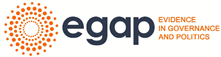 egap
EVIDENCE
IN GOVERNANCE
AND POLITICS